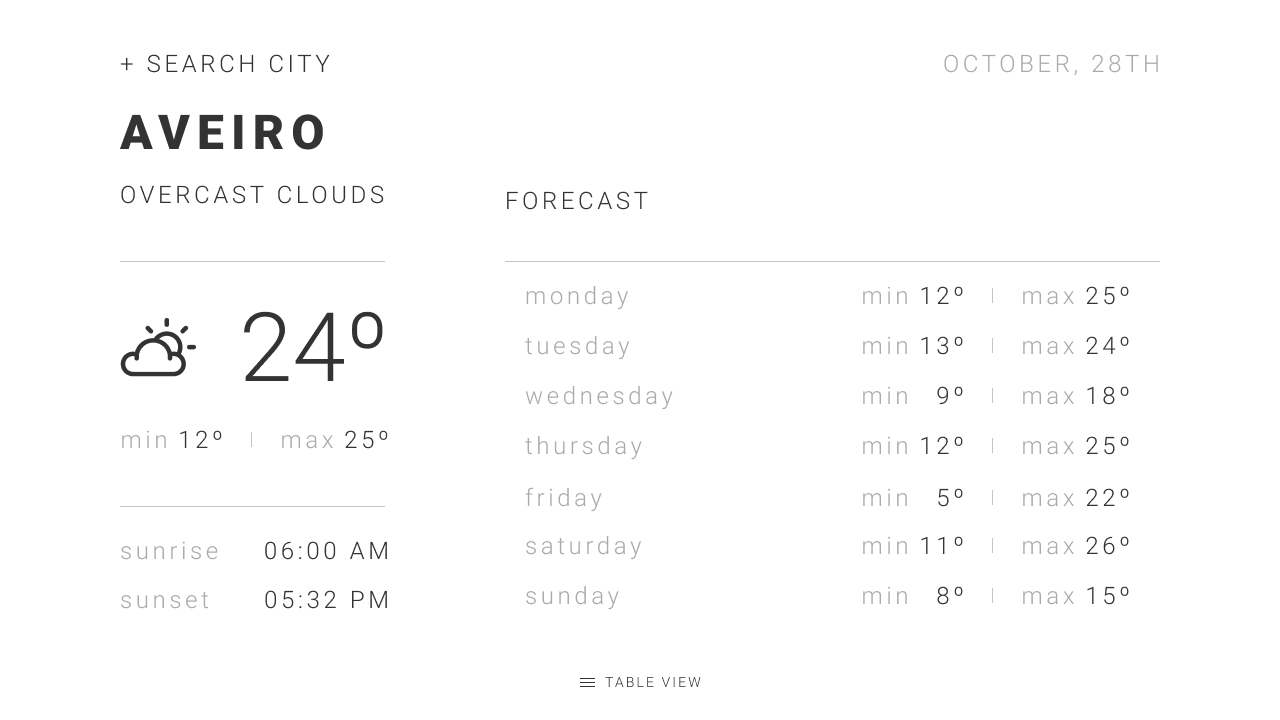 + SEARCH CITY
OCTOBER, 28TH
AVEIRO
OVERCAST CLOUDS
24º
min 12º | max 25º
sunrise 06:00 AM
sunset 05:32 PM
FORECAST
monday min 12º | max 25º
tuesday min 13º | max 24º
wednesday min 9º | max 18º
thursday min 12º | max 25º
friday min 5º | max 22º
saturday min 11º | max 26º
sunday min 8º | max 15º
TABLE VIEW